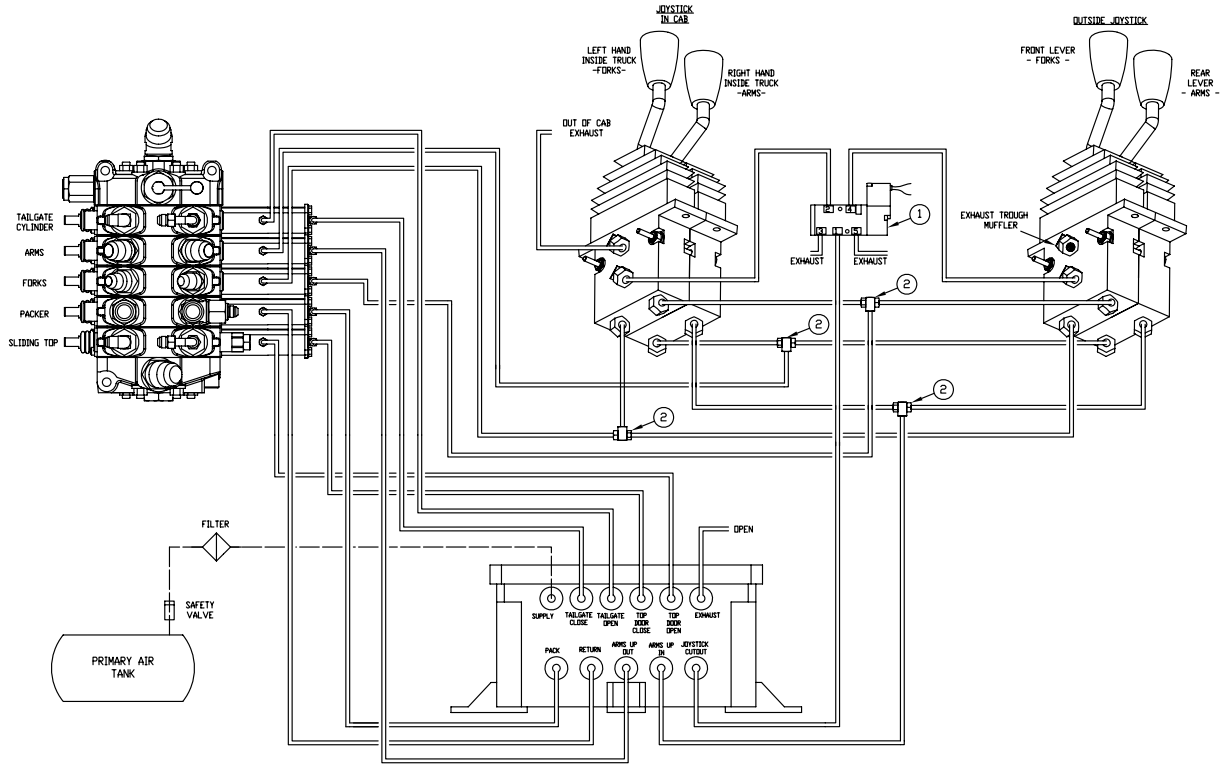 JOYSTICK
IN CAB
OUTSIDE JOYSTICK
LEFT HAND
INSIDE TRUCK
-FORKS-
RIGHT HAND
INSIDE TRUCK
-ARMS-
FRONT LEVER
- FORKS -
REAR
LEVER
- ARMS -
OUT OF CAB
EXHAUST
TAILGATE
CYLINDER
ARMS
FORKS
PACKER
SLIDING TOP
2
4
3
1
5
1
EXHAUST
EXHAUST
EXHAUST TROUGH
MUFFLER
2
2
2
2
FILTER
SAFETY
VALVE
PRIMARY AIR
TANK
OPEN
SUPPLY
TAILGATE
CLOSE
TAILGATE
OPEN
TOP
DOOR
CLOSE
TOP
DOOR
OPEN
EXHAUST
PACK
RETURN
ARMS UP
OUT
ARMS UP
IN
JOYSTICK
CUTOUT